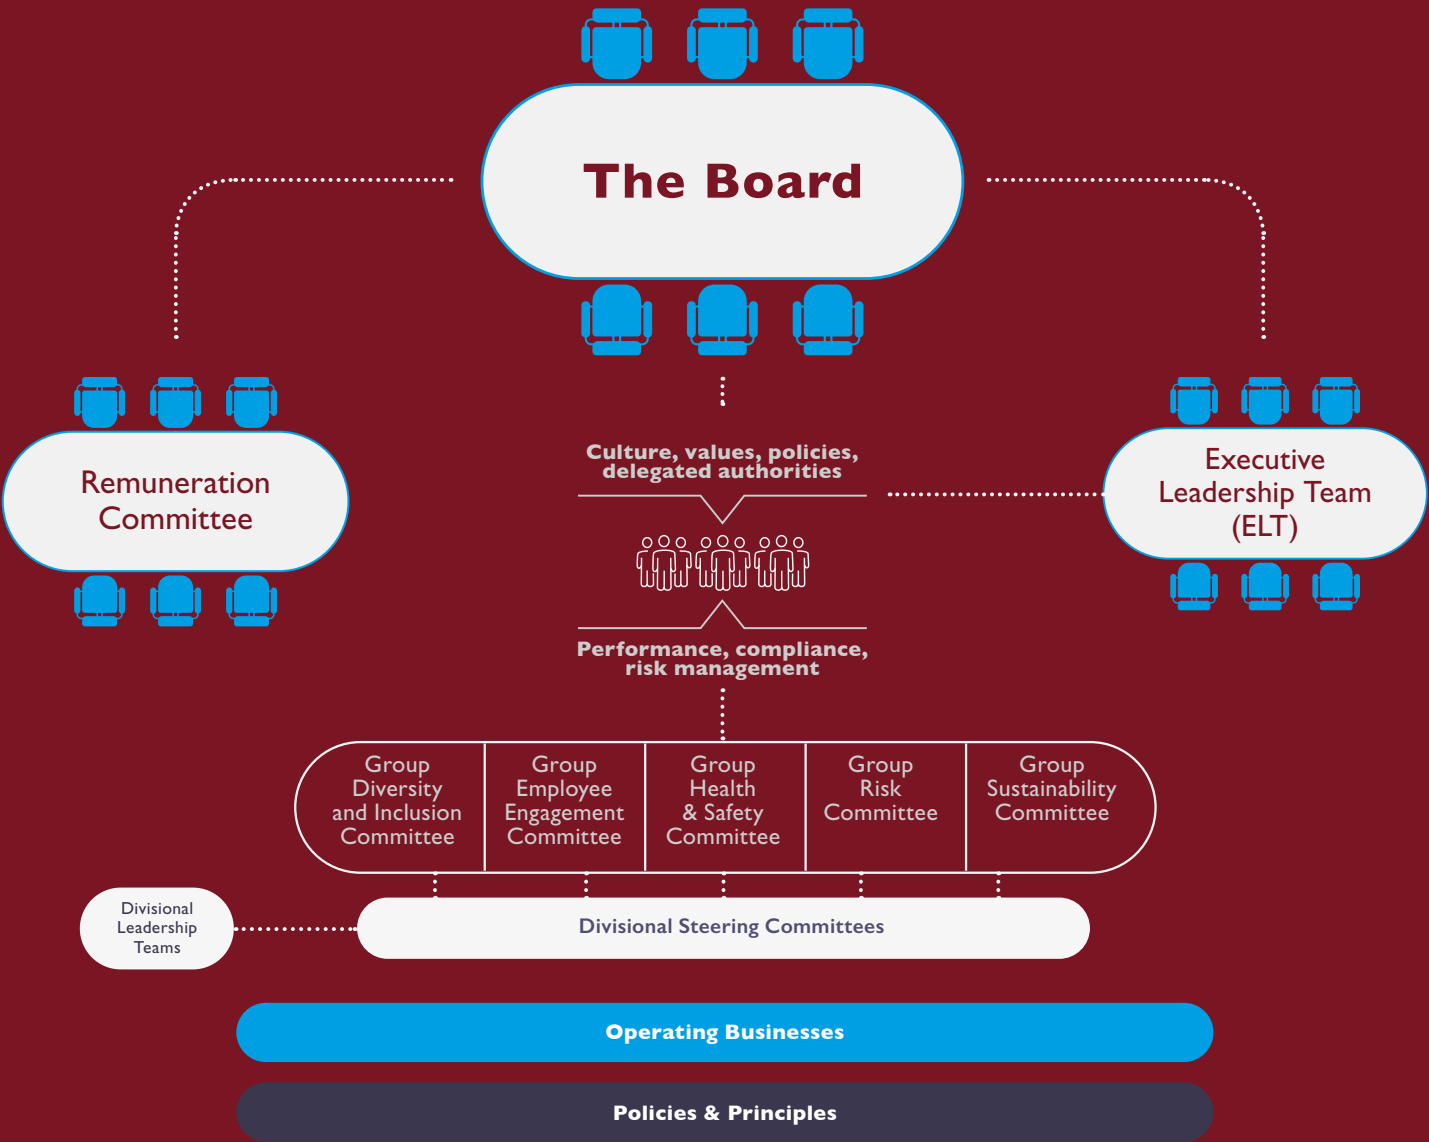 The Board
Remuneration
Committee
Culture, values, policies,
delegated authorities
Executive
Leadership Team
(ELT)
Performance, compliance,
risk management
Group
Diversity
and Inclusion
Committee
Group
Employee
Engagement
Committee
Group
Health
& Safety
Committee
Group
Risk
Committee
Group
Sustainability
Committee
Divisional
Leadership
Teams
Divisional Steering Committees
Operating Businesses
Policies & Principles